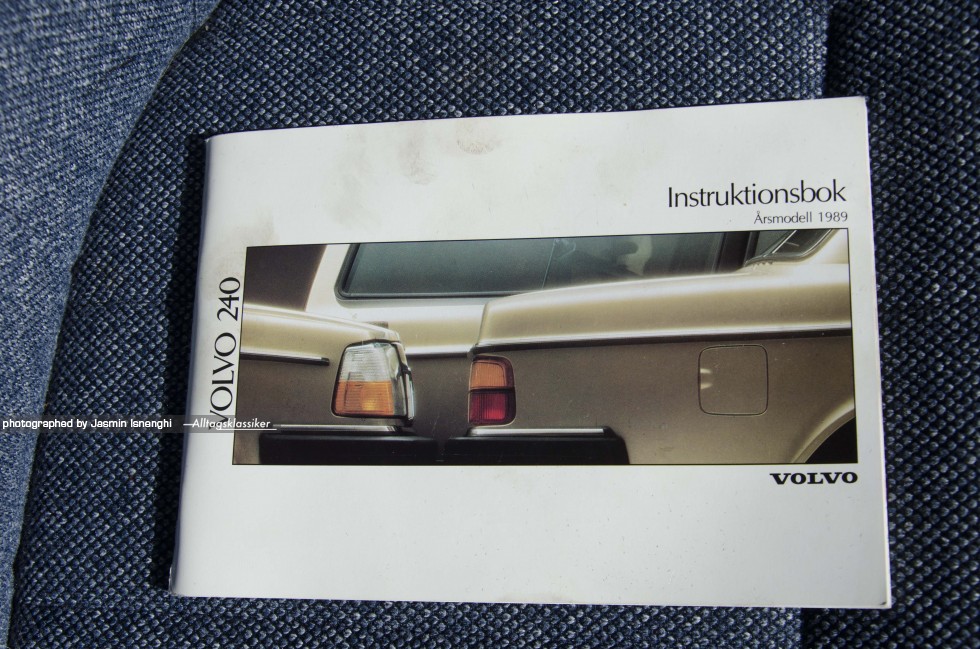 Instruktionsbok
Årsmodell 1989
VOLVO 240
VOLVO
photographed by Jasmin Isnenghi —Alltagsklassiker—